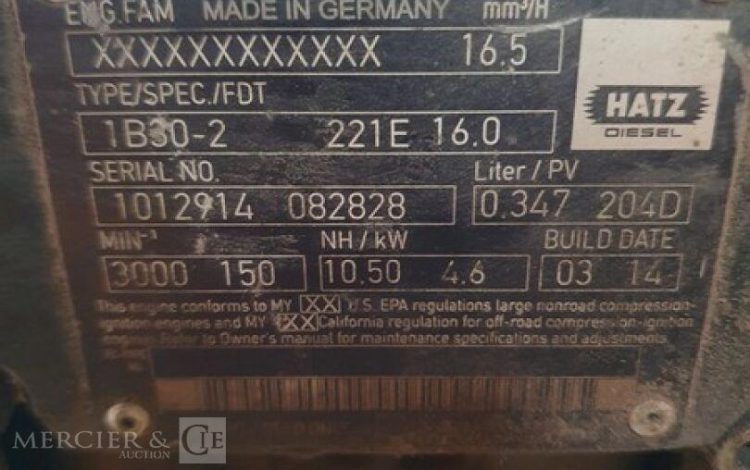 ENG.FAM MADE IN GERMANY mm³/H
XXXXXXXXXXXX 16.5
HATZ
DIESEL
TYPE/SPEC./FDT
1B30-2 221E 16.0
SERIAL NO. Liter / PV
1012914 082828 0.347 204D
MIN⁻¹ NH / kW BUILD DATE
3000 150 10.50 4.6 03 14
This engine conforms to MY XX U.S. EPA regulations large nonroad compression-
ignition engines and MY XX California regulation for off-road compression-ignition
engines. Refer to Owner's manual for maintenance specifications and adjustments
MERCIER & CIE
AUCTION